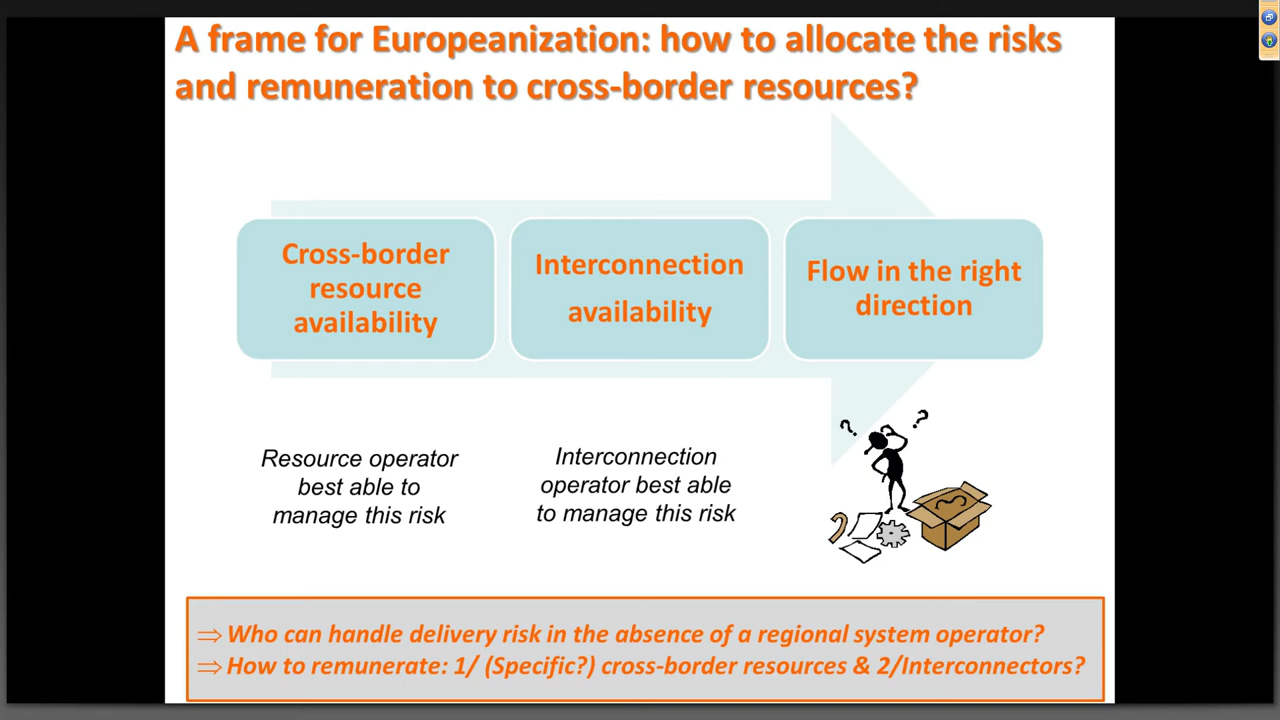 A frame for Europeanization: how to allocate the risks
and remuneration to cross-border resources?
Cross-border
resource
availability
Interconnection
availability
Flow in the right
direction
Resource operator
best able to
manage this risk
Interconnection
operator best able
to manage this risk
? ?
⇒ Who can handle delivery risk in the absence of a regional system operator?
⇒ How to remunerate: 1/ (Specific?) cross-border resources & 2/Interconnectors?